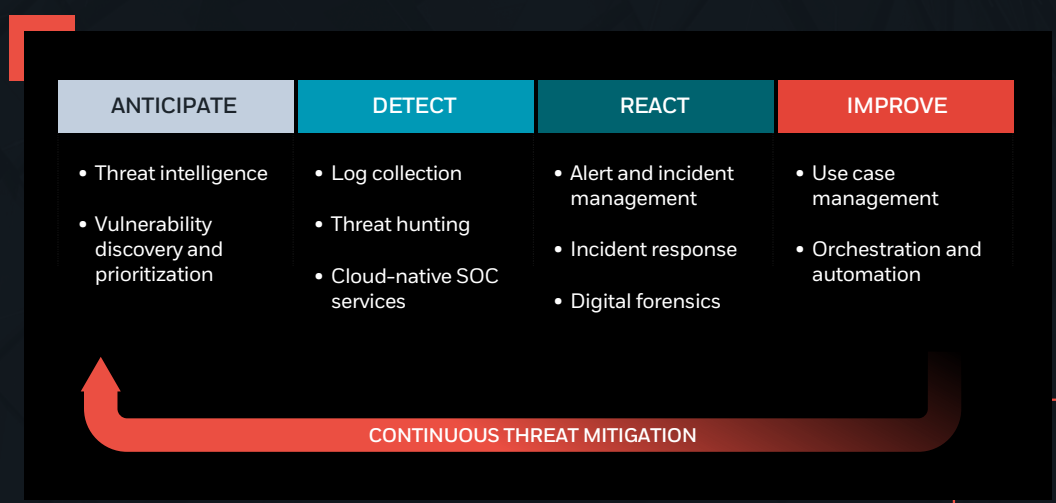 ANTICIPATE
DETECT
REACT
IMPROVE
• Threat intelligence
• Vulnerability
discovery and
prioritization
• Log collection
• Threat hunting
• Cloud-native SOC
services
• Alert and incident
management
• Incident response
• Digital forensics
• Use case
management
• Orchestration and
automation
CONTINUOUS THREAT MITIGATION